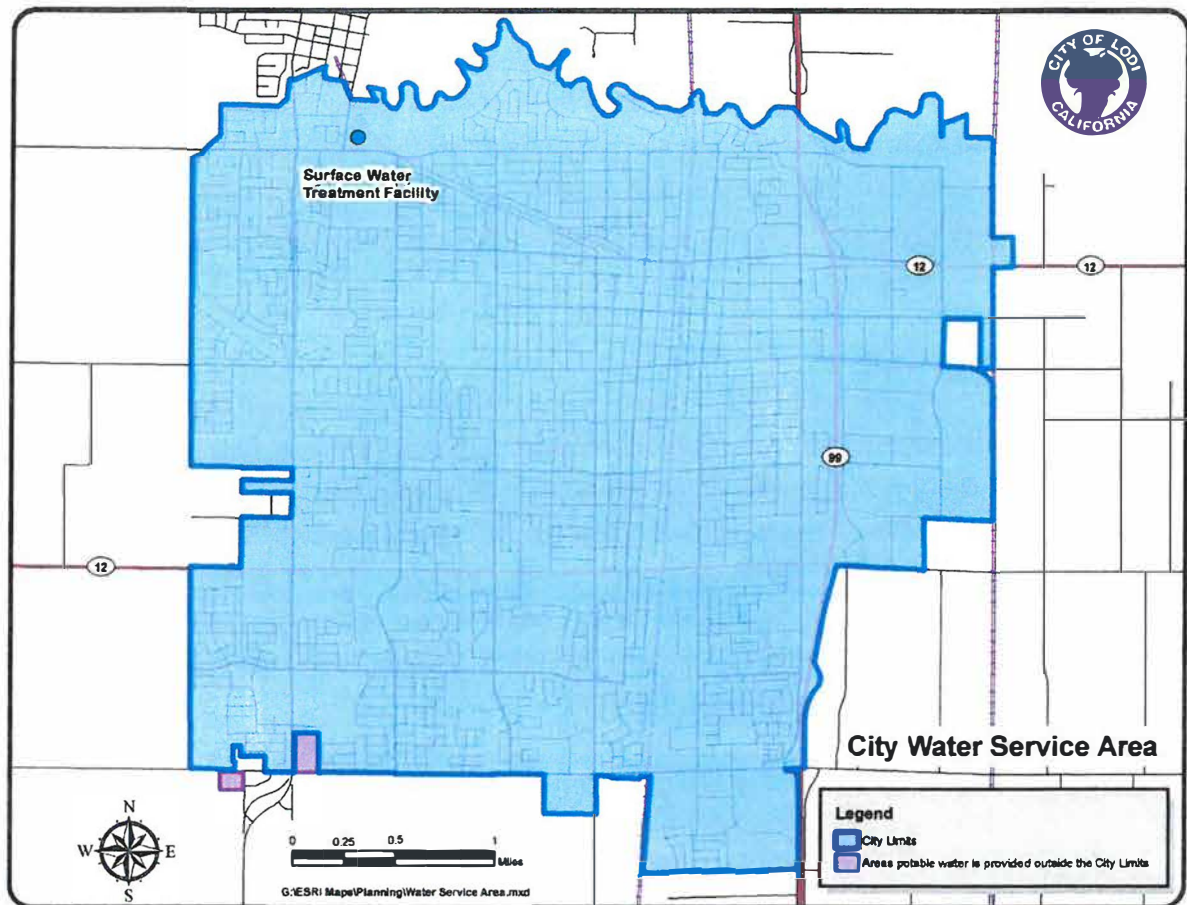 CITY OF LODI
CALIFORNIA
Surface Water
Treatment Facility
12
12
99
12
City Water Service Area
N
W
E
S
0
0.25
0.5
1
Miles
G:\ESRI Maps\Planning\Water Service Area.mxd
Legend
City Limits
Areas potable water is provided outside the City Limits